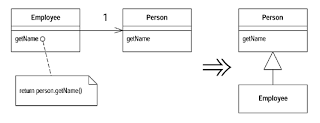 Employee
1
Person
Person
getName
getName
getName
return person.getName()
Employee